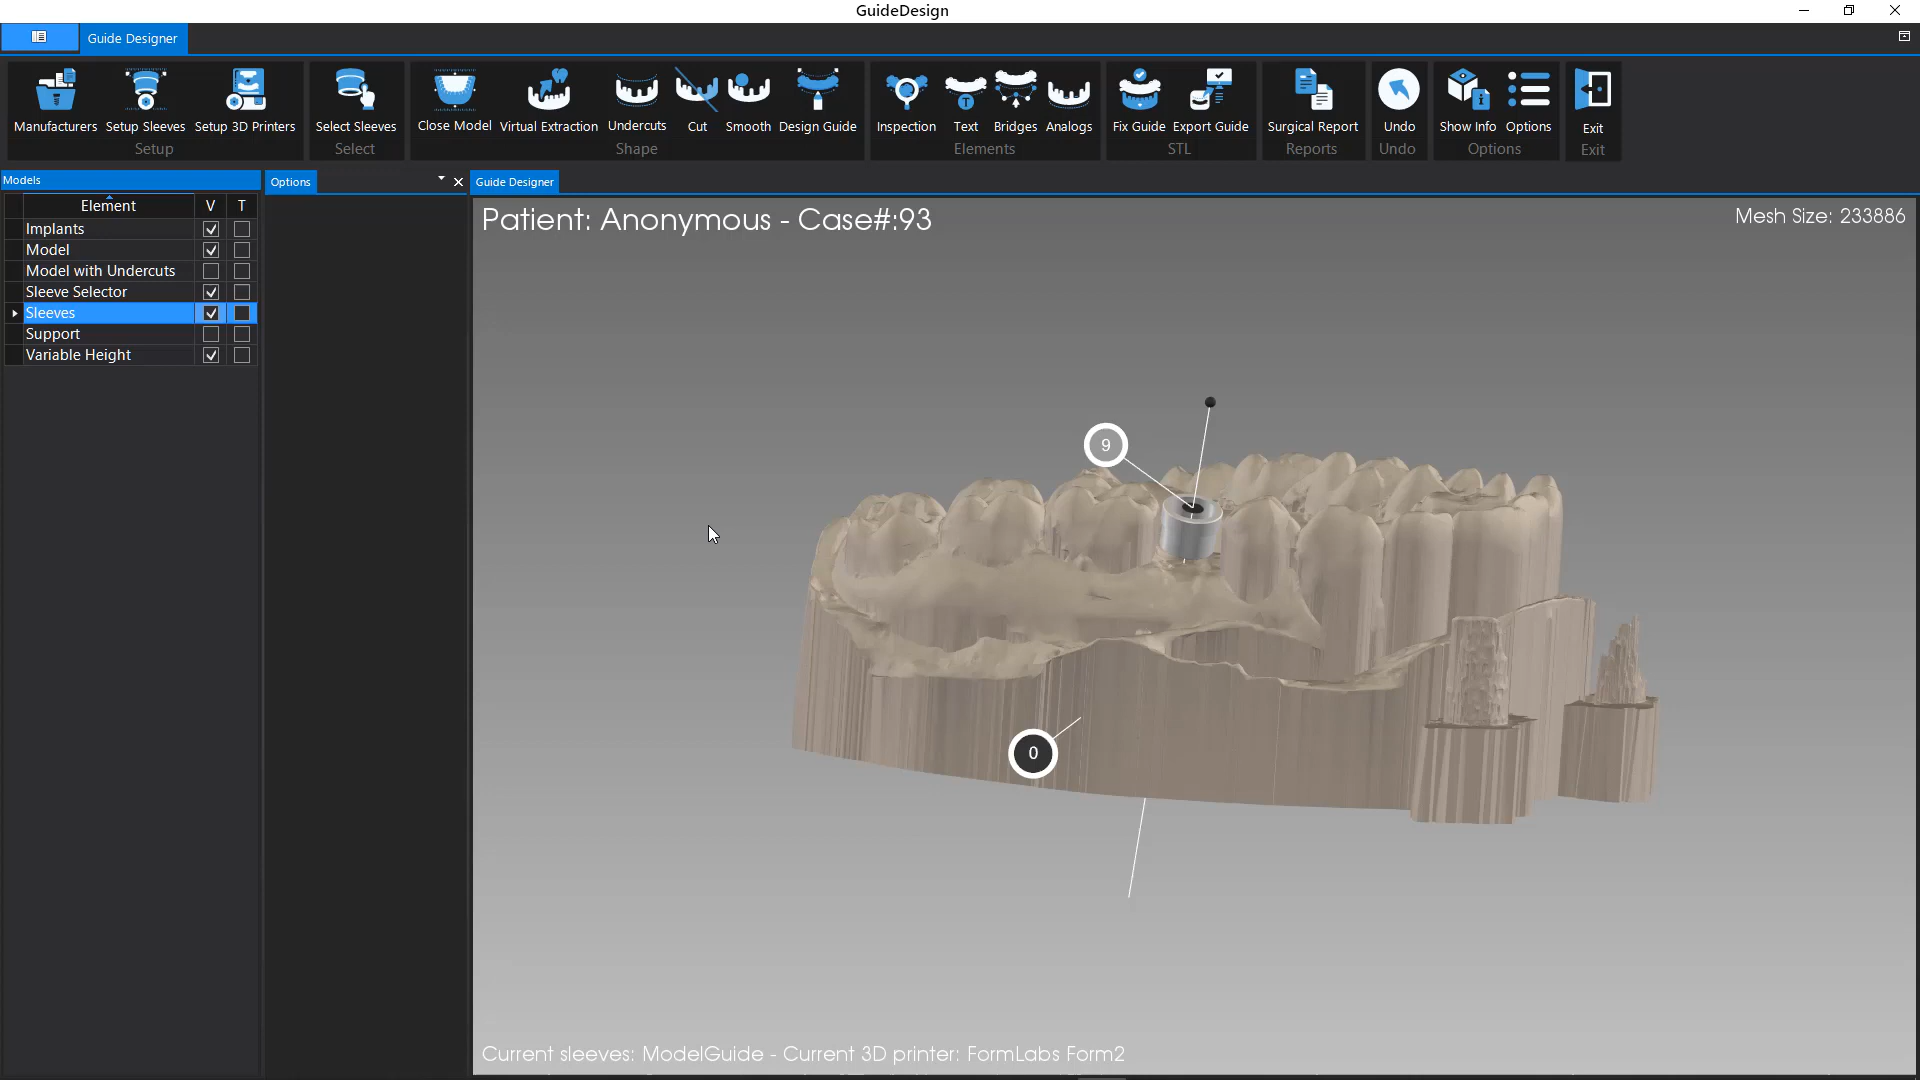 GuideDesign
Guide Designer
Manufacturers Setup Sleeves Setup 3D Printers Select Sleeves Close Model Virtual Extraction Undercuts Cut Smooth Design Guide Inspection Text Bridges Analogs Fix Guide Export Guide Surgical Report Undo Show Info Options Exit
Setup Select Shape Elements STL Reports Undo Options Exit
Models
Options
Guide Designer
Element V T
Implants
Model
Model with Undercuts
Sleeve Selector
Sleeves
Support
Variable Height
Patient: Anonymous - Case#:93
Mesh Size: 233886
9
0
Current sleeves: ModelGuide - Current 3D printer: FormLabs Form2